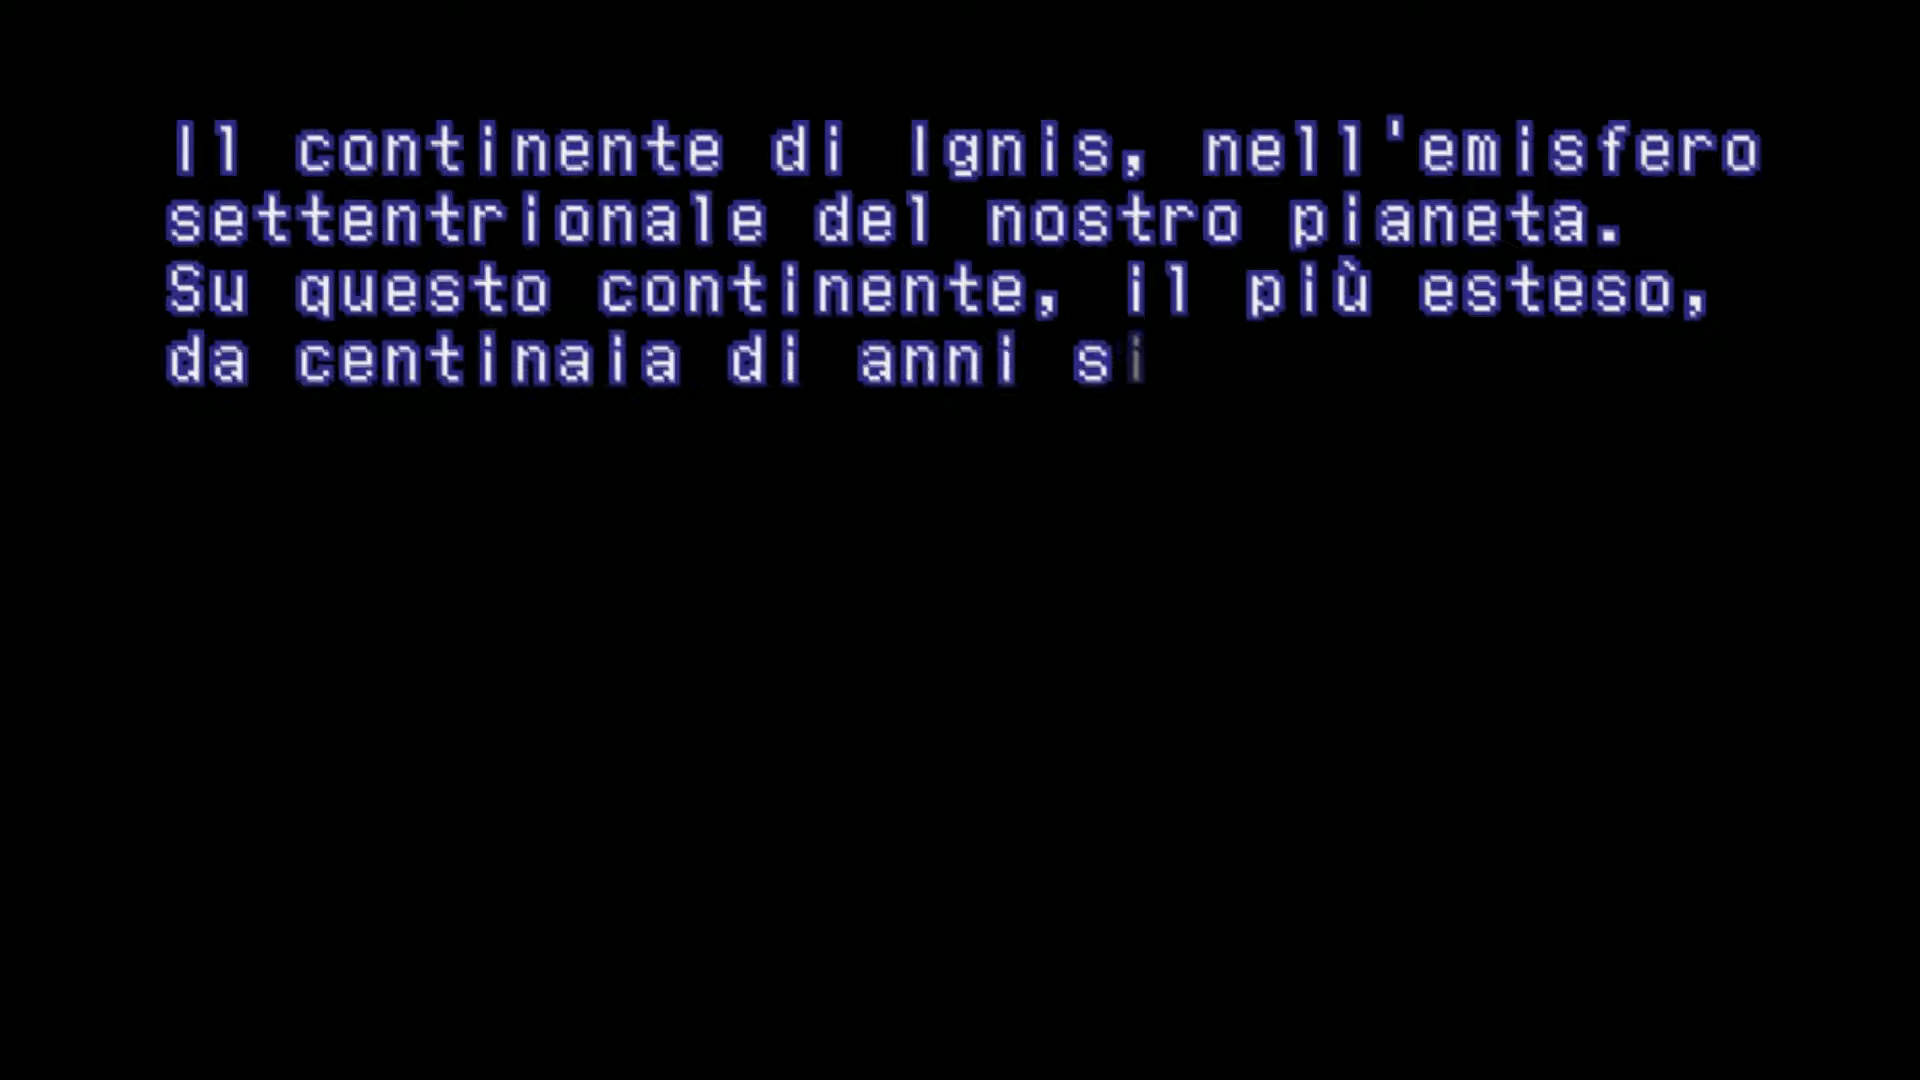 Il continente di Ignis, nell'emisfero
settentrionale del nostro pianeta.
Su questo continente, il più esteso,
da centinaia di anni si